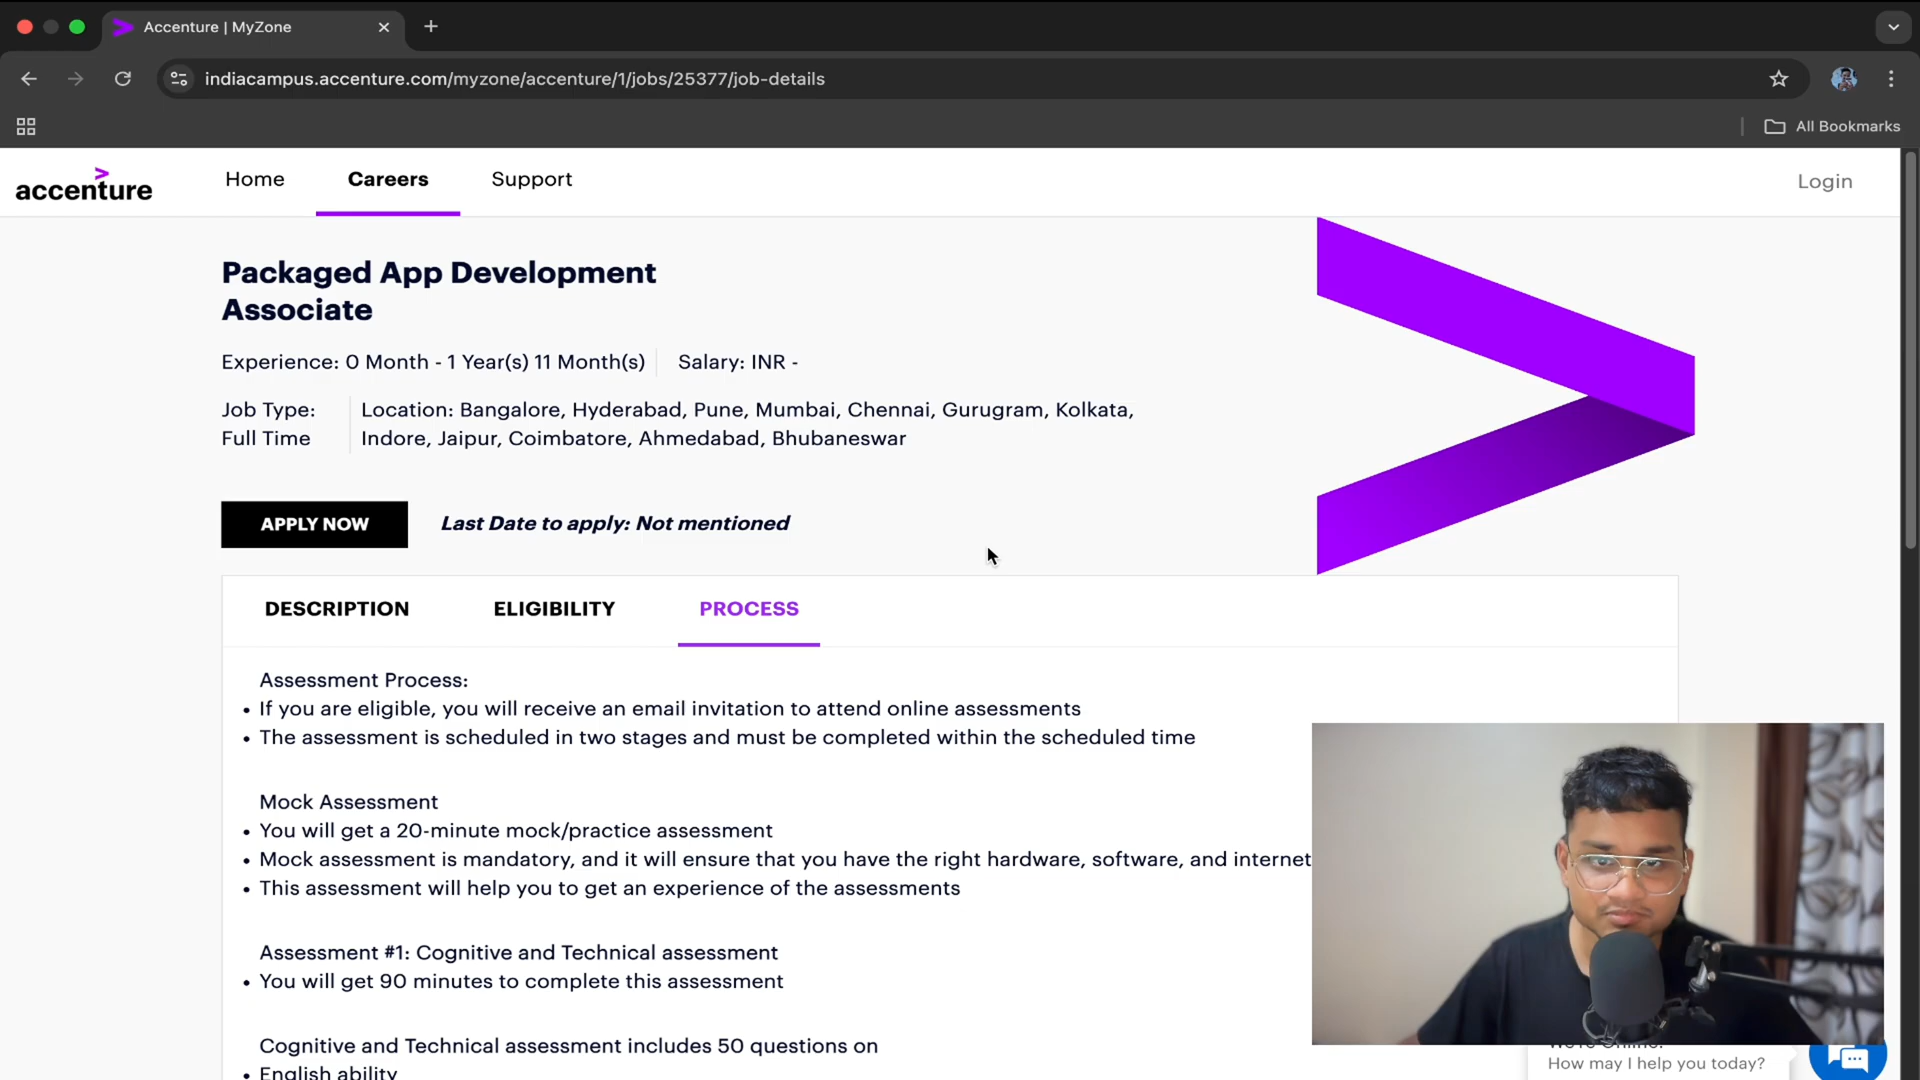 Accenture | MyZone
indiacampus.accenture.com/myzone/accenture/1/jobs/25377/job-details
All Bookmarks
accenture
Home
Careers
Support
Login
Packaged App Development
Associate
Experience: 0 Month - 1 Year(s) 11 Month(s)
Salary: INR -
Job Type:
Full Time
Location: Bangalore, Hyderabad, Pune, Mumbai, Chennai, Gurugram, Kolkata,
Indore, Jaipur, Coimbatore, Ahmedabad, Bhubaneswar
APPLY NOW
Last Date to apply: Not mentioned
DESCRIPTION
ELIGIBILITY
PROCESS
Assessment Process:
• If you are eligible, you will receive an email invitation to attend online assessments
• The assessment is scheduled in two stages and must be completed within the scheduled time
Mock Assessment
• You will get a 20-minute mock/practice assessment
• Mock assessment is mandatory, and it will ensure that you have the right hardware, software, and internet
• This assessment will help you to get an experience of the assessments
Assessment #1: Cognitive and Technical assessment
• You will get 90 minutes to complete this assessment
Cognitive and Technical assessment includes 50 questions on
• English ability
We're Online!
How may I help you today?